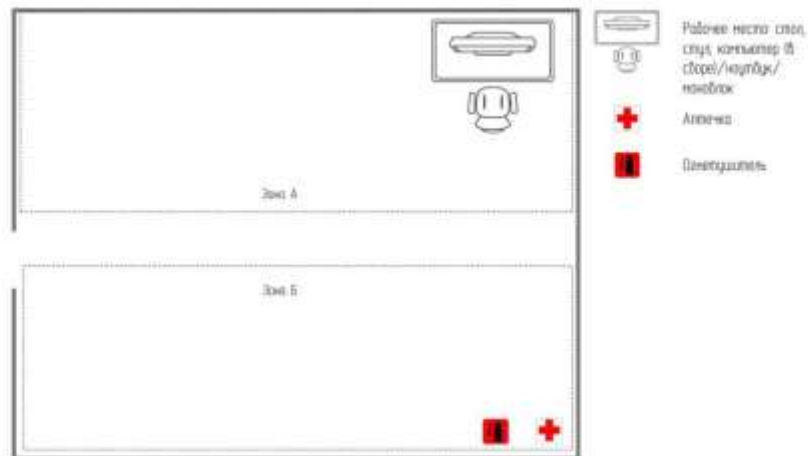 Рабочее место: стол,
стул, компьютер (в
сборе)/ноутбук/
моноблок
Аптечка
Огнетушитель
Зона А
Зона Б